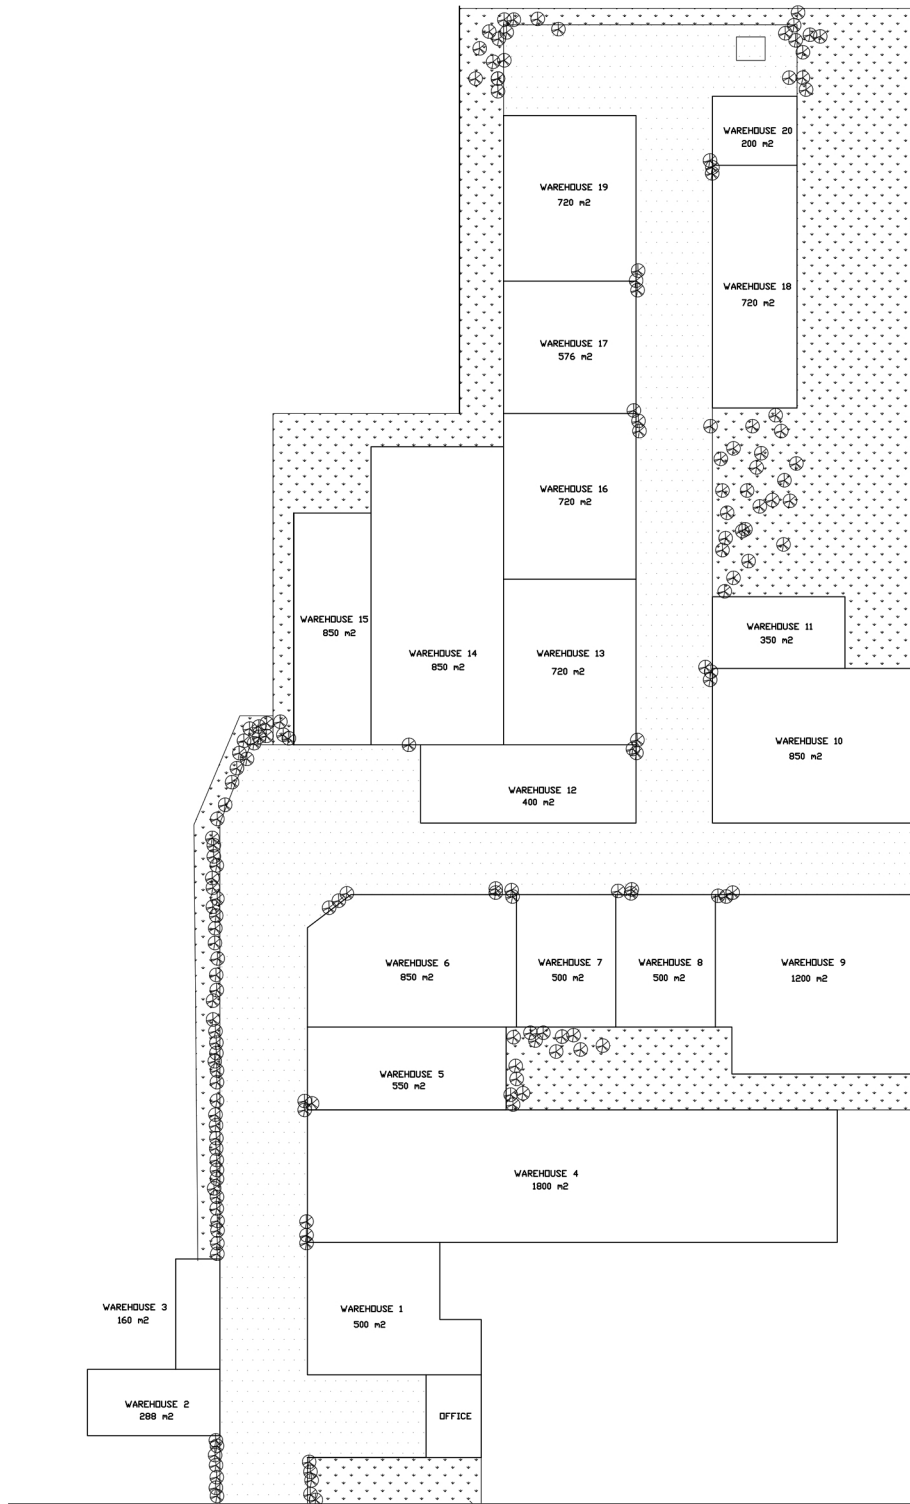 WAREHOUSE 20
200 m2
WAREHOUSE 19
720 m2
WAREHOUSE 18
720 m2
WAREHOUSE 17
576 m2
WAREHOUSE 16
720 m2
WAREHOUSE 15
850 m2
WAREHOUSE 14
850 m2
WAREHOUSE 13
720 m2
WAREHOUSE 11
350 m2
WAREHOUSE 10
850 m2
WAREHOUSE 12
400 m2
WAREHOUSE 6
850 m2
WAREHOUSE 7
500 m2
WAREHOUSE 8
500 m2
WAREHOUSE 9
1200 m2
WAREHOUSE 5
550 m2
WAREHOUSE 4
1800 m2
WAREHOUSE 3
160 m2
WAREHOUSE 1
500 m2
WAREHOUSE 2
288 m2
OFFICE